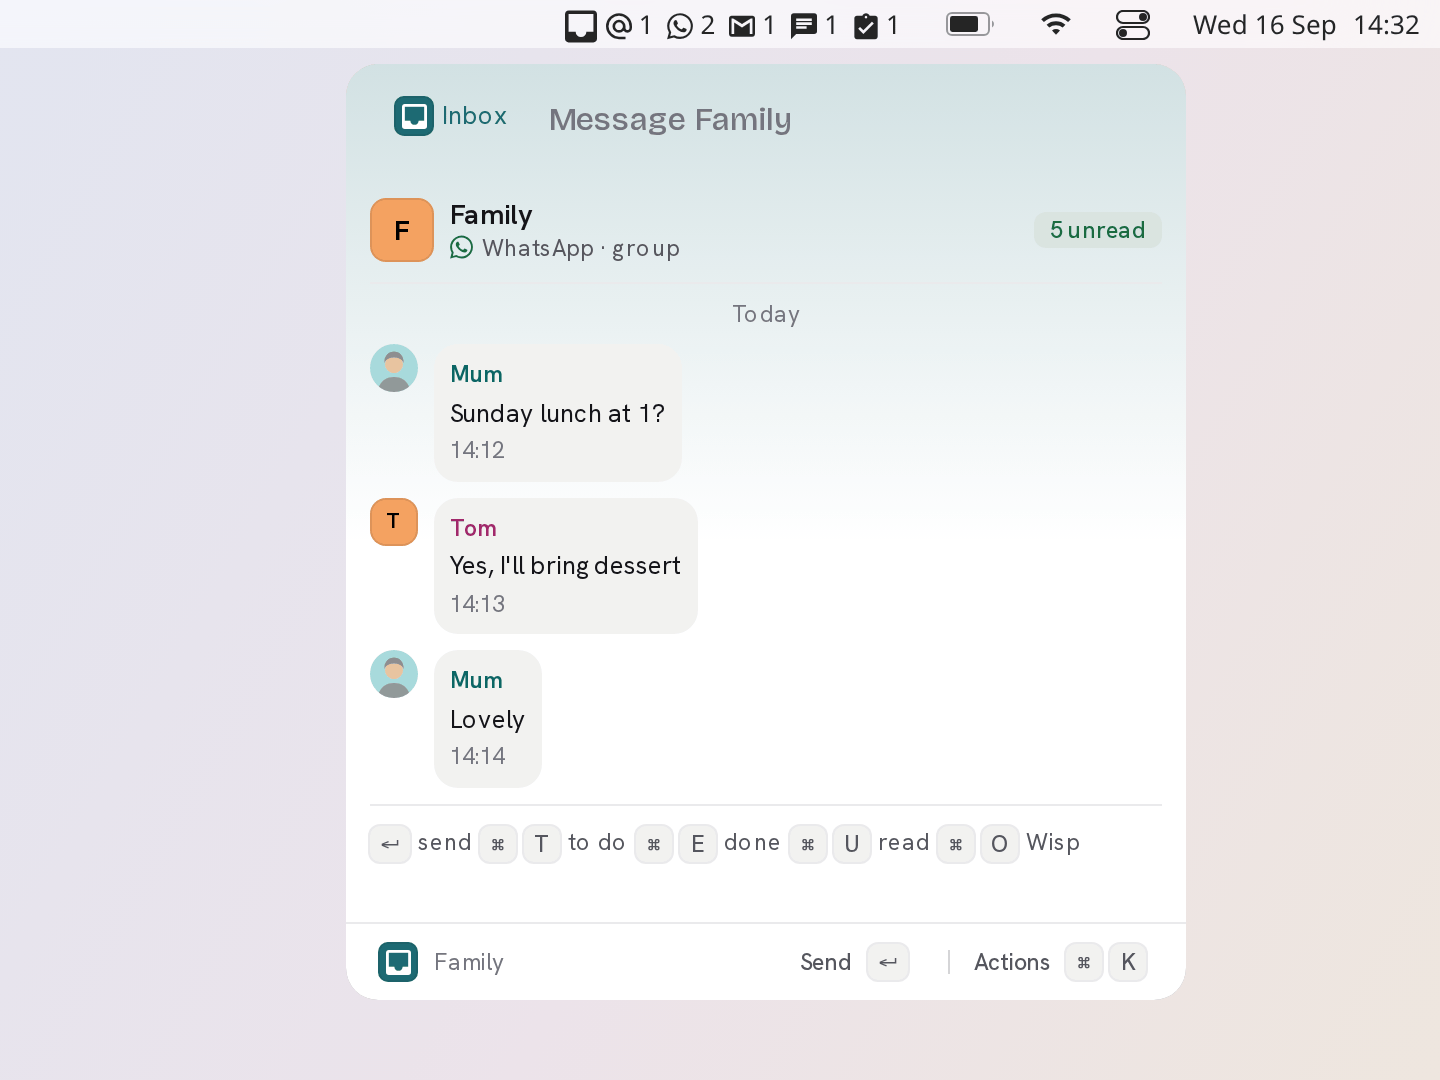 1 2 1 1 1 Wed 16 Sep 14:32
Inbox Message Family
F Family 5 unread
WhatsApp · group
Today
Mum
Sunday lunch at 1?
14:12
T Tom
Yes, I'll bring dessert
14:13
Mum
Lovely
14:14
↩ send ⌘ T to do ⌘ E done ⌘ U read ⌘ O Wisp
Family Send ↩ Actions ⌘ K